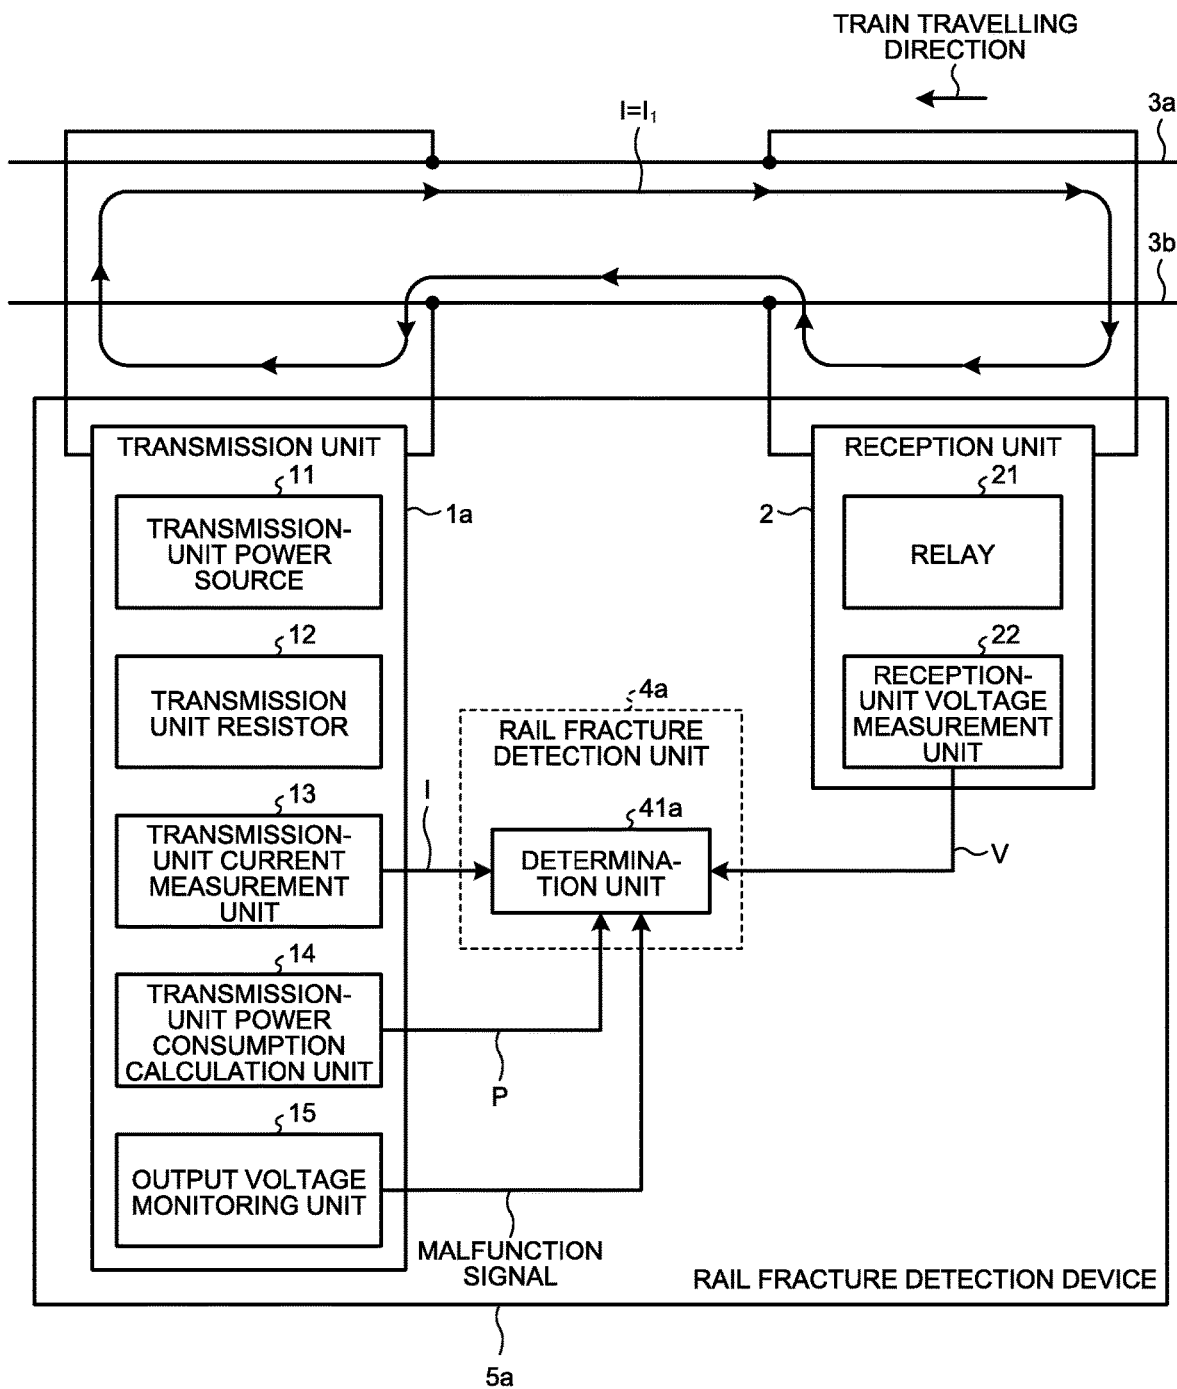 TRAIN TRAVELLING
DIRECTION
I=I₁
3a
3b
TRANSMISSION UNIT
11
TRANSMISSION-
UNIT POWER
SOURCE
1a
12
TRANSMISSION
UNIT RESISTOR
13
TRANSMISSION-
UNIT CURRENT
MEASUREMENT
UNIT
I
14
TRANSMISSION-
UNIT POWER
CONSUMPTION
CALCULATION UNIT
P
15
OUTPUT VOLTAGE
MONITORING UNIT
MALFUNCTION
SIGNAL
4a
RAIL FRACTURE
DETECTION UNIT
41a
DETERMINA-
TION UNIT
RECEPTION UNIT
2
21
RELAY
22
RECEPTION-
UNIT VOLTAGE
MEASUREMENT
UNIT
V
RAIL FRACTURE DETECTION DEVICE
5a